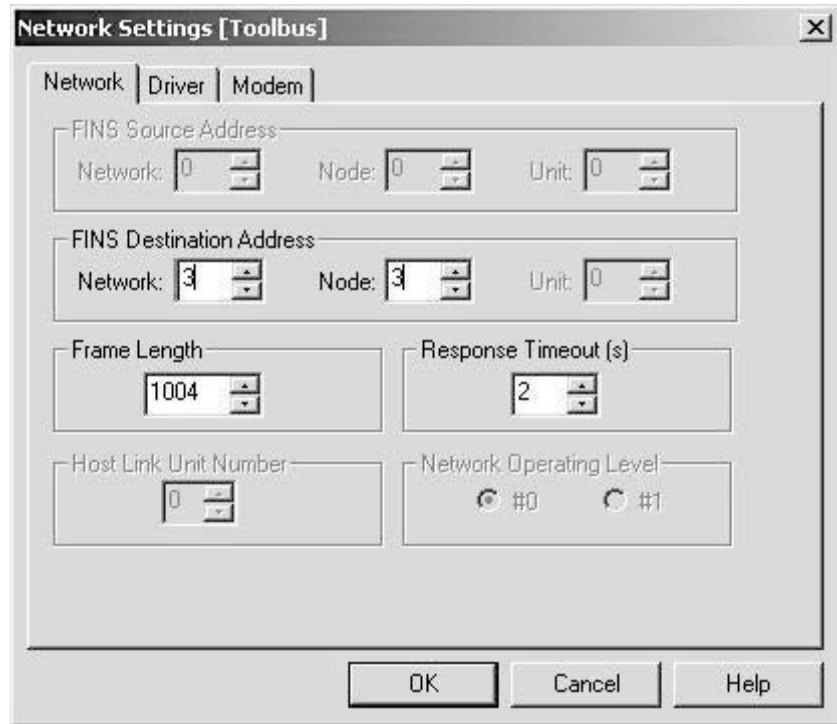 Network Settings [Toolbus]
Network Driver Modem
FINS Source Address
Network: 0 Node: 0 Unit: 0
FINS Destination Address
Network: 3 Node: 3 Unit: 0
Frame Length Response Timeout (s)
1004 2
Host Link Unit Number Network Operating Level
0 #0 #1
OK Cancel Help